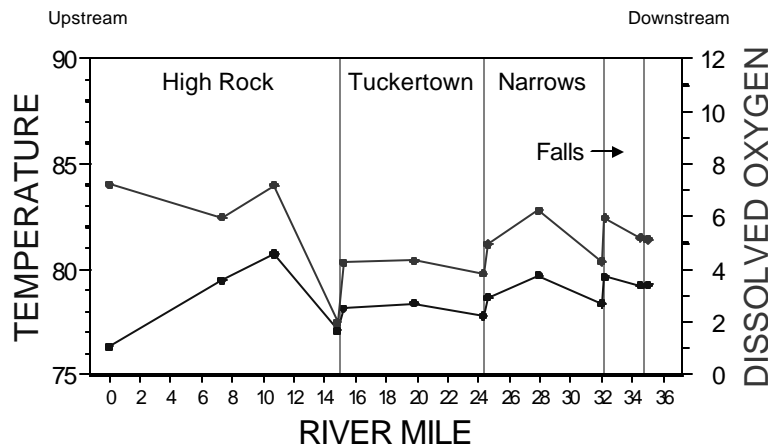 Upstream Downstream
90 12
High Rock Tuckertown Narrows
10
85 Falls 8
6
80 4
2
75 0
0 2 4 6 8 10 12 14 16 18 20 22 24 26 28 30 32 34 36
RIVER MILE
TEMPERATURE
DISSOLVED OXYGEN